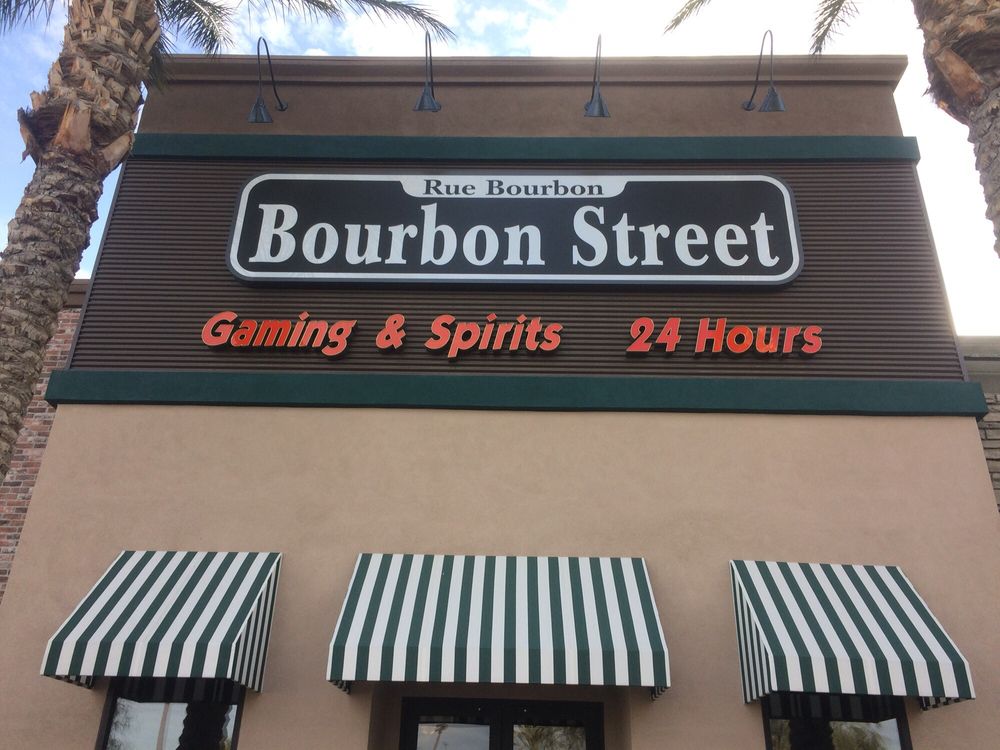 Rue Bourbon
Bourbon Street
Gaming & Spirits 24 Hours